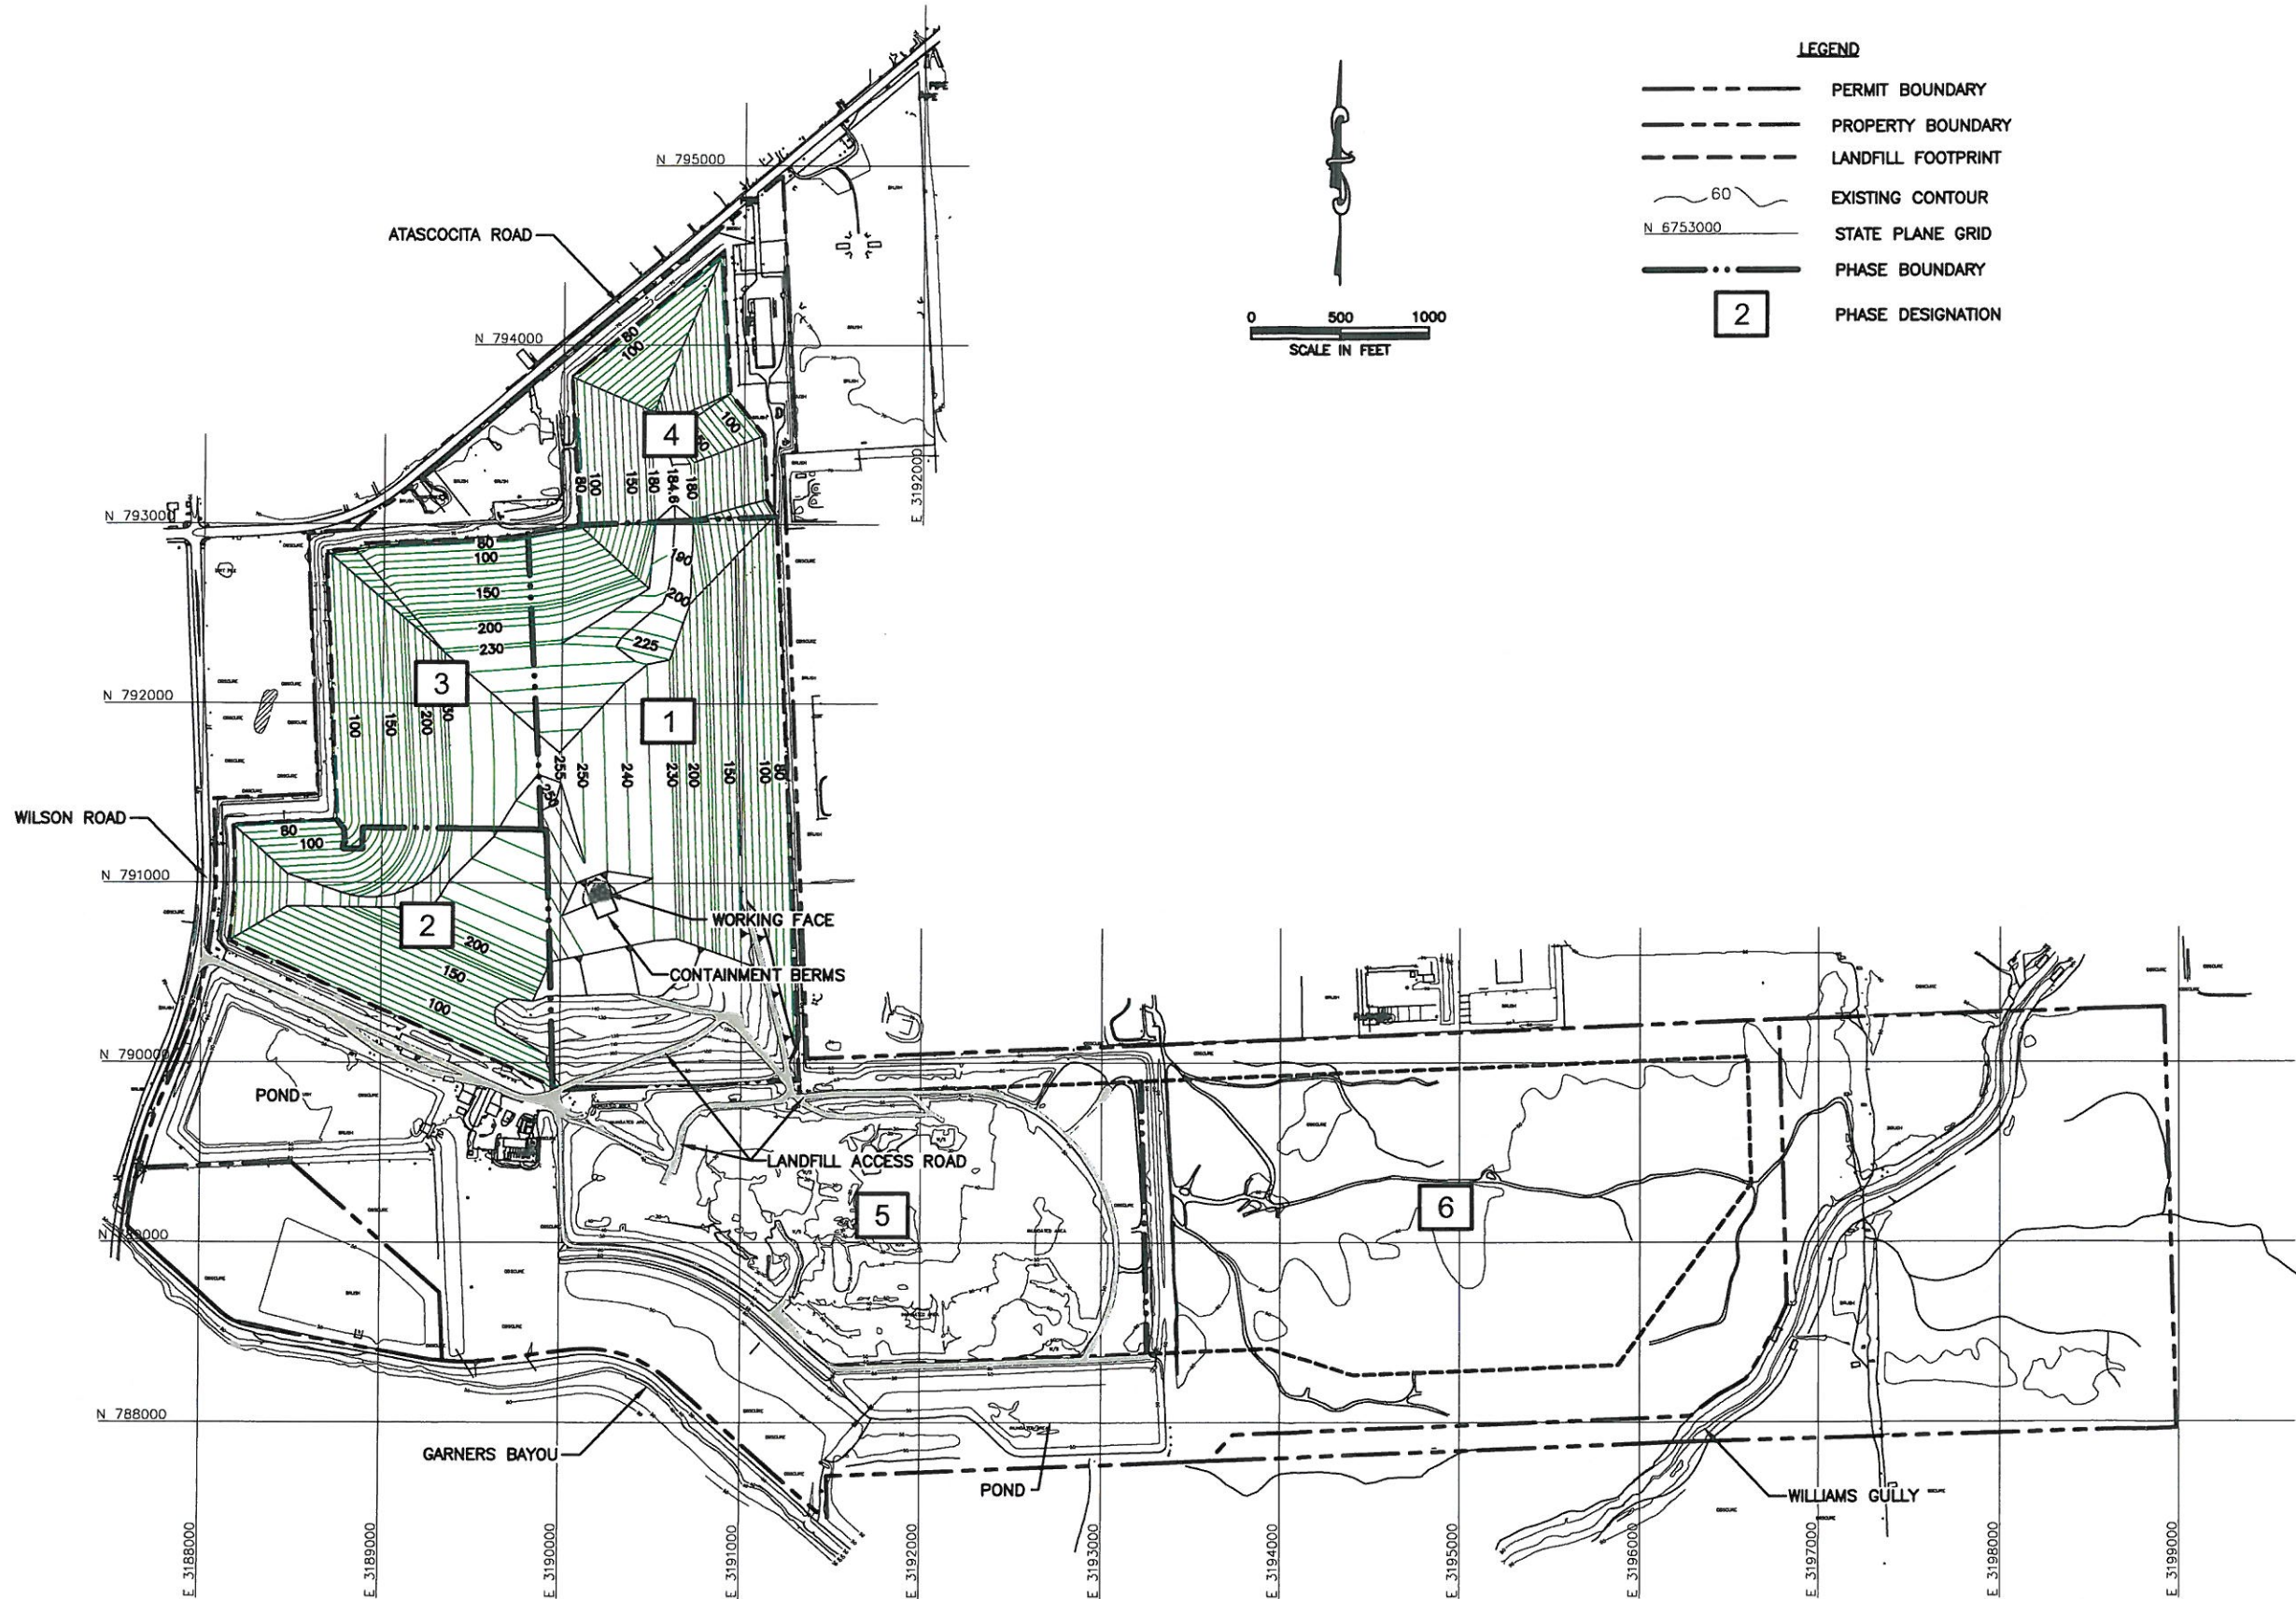 LEGEND
PERMIT BOUNDARY
PROPERTY BOUNDARY
LANDFILL FOOTPRINT
60 EXISTING CONTOUR
N 6753000 STATE PLANE GRID
PHASE BOUNDARY
2 PHASE DESIGNATION
0 500 1000
SCALE IN FEET
PIPE
PIPE
N 795000
ATASCOCITA ROAD
N 794000
80
100
4
100
80
100
150
180
184.6
180
E 3192000
N 793000
80
100
150
200
230
190
200
225
3
N 792000
1
100
150
200
255
250
240
230
200
150
100
80
250
WILSON ROAD
80
100
N 791000
2
WORKING FACE
200
150
100
CONTAINMENT BERMS
N 790000
POND
LANDFILL ACCESS ROAD
5
6
N 789000
N 788000
GARNERS BAYOU
POND
WILLIAMS GULLY
E 3188000
E 3189000
E 3190000
E 3191000
E 3192000
E 3193000
E 3194000
E 3195000
E 3196000
E 3197000
E 3198000
E 3199000